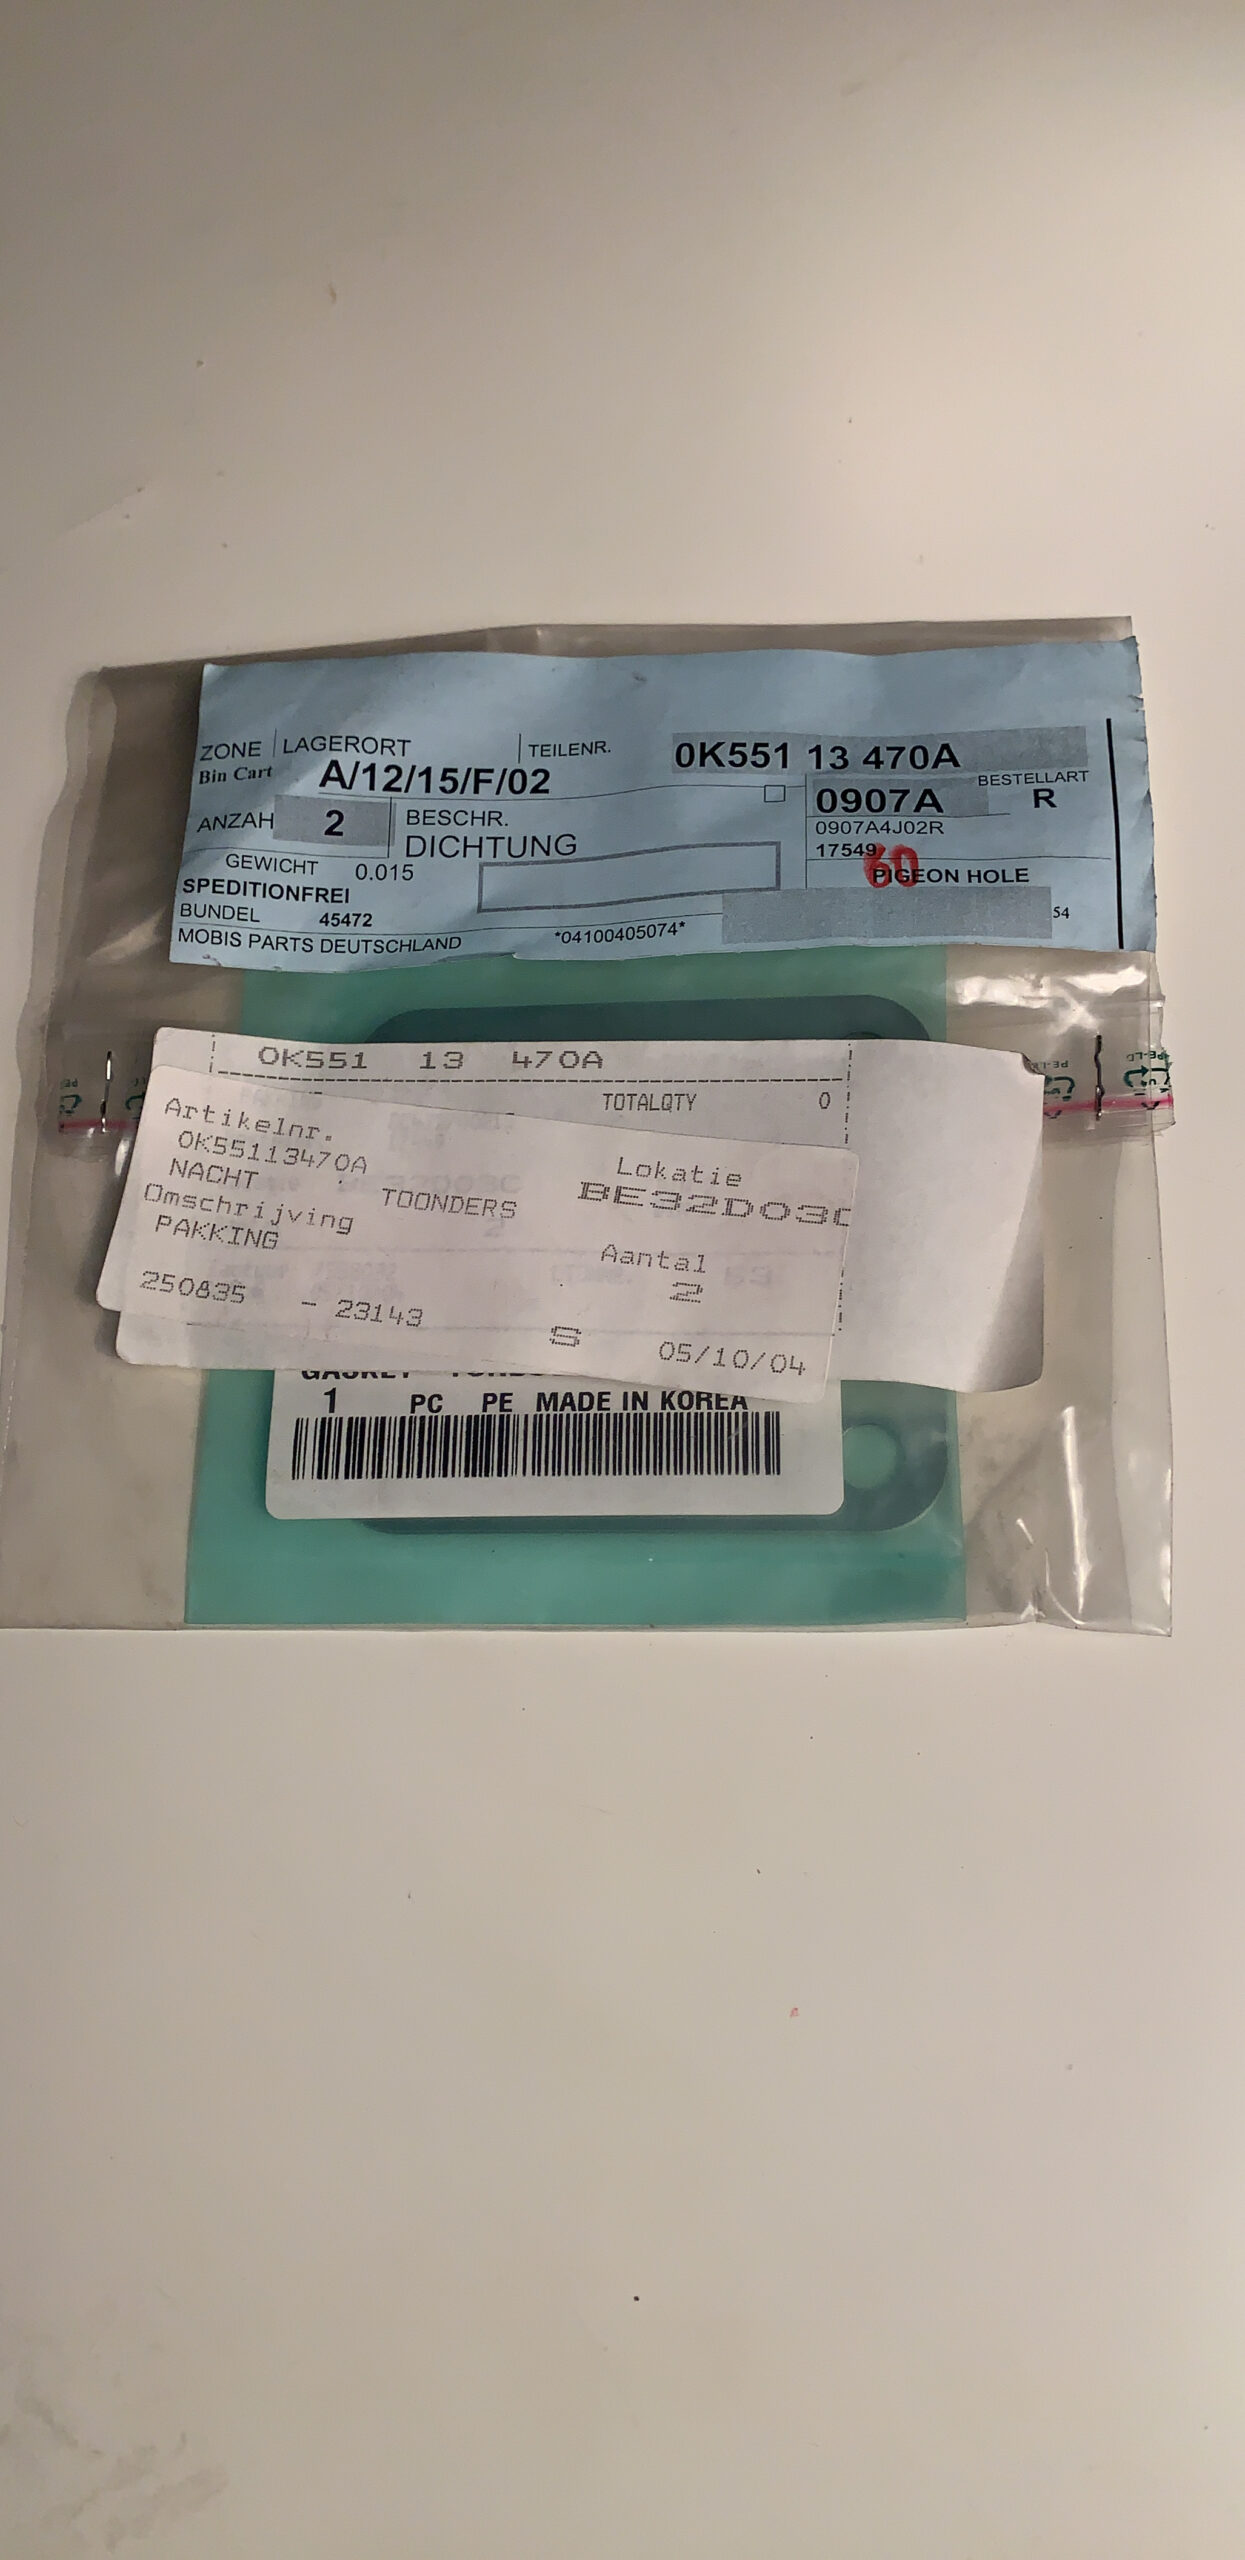 ZONE LAGERORT TEILENR. 0K551 13 470A
Bin Cart A/12/15/F/02
BESTELLART
0907A R
ANZAH 2 BESCHR.
DICHTUNG
0907A4J02R
17549
60
GEWICHT 0.015
PIGEON HOLE
SPEDITIONFREI
BUNDEL 45472
54
MOBIS PARTS DEUTSCHLAND *04100405074*
0K551 13 470A
TOTALQTY 0
Artikelnr.
0K55113470A
Lokatie
NACHT TOONDERS BE32D03C
Omschrijving
PAKKING
Aantal
2
250835 - 23143
S 05/10/04
GASKET
1 PC PE MADE IN KOREA